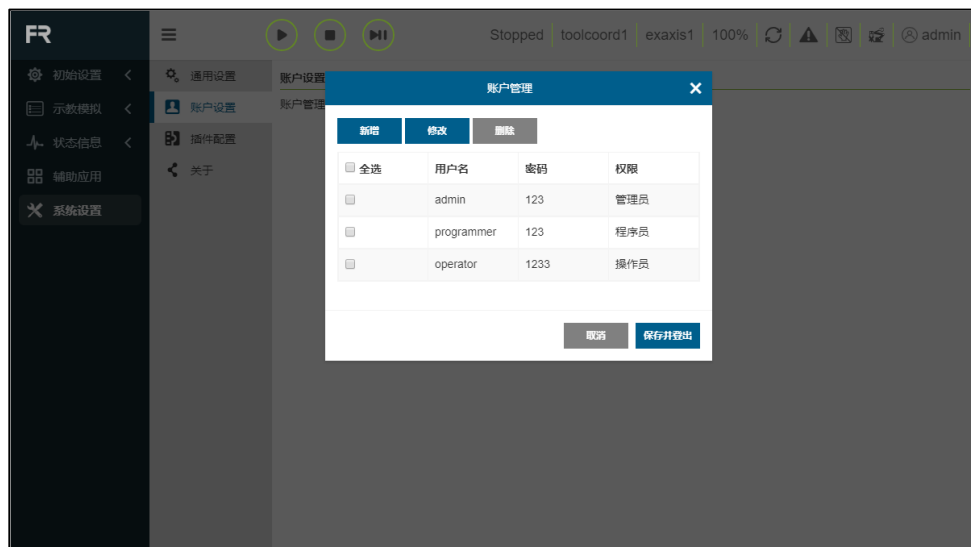 FR
Stopped toolcoord1 exaxis1 100% admin
初始设置
示教模拟
状态信息
辅助应用
系统设置
通用设置
账户设置
插件配置
关于
账户设置
账户管理
账户管理
新增 修改 删除
全选 用户名 密码 权限
admin 123 管理员
programmer 123 程序员
operator 1233 操作员
取消 保存并登出